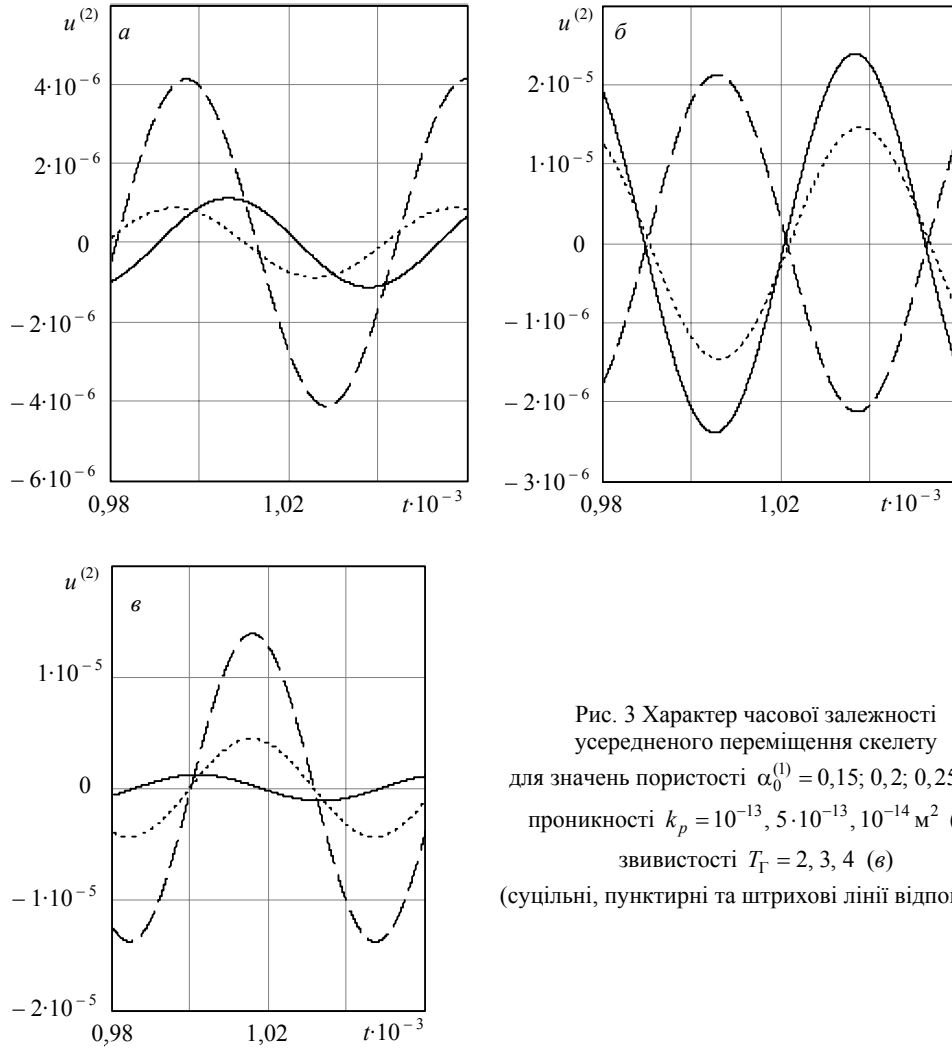 u⁽²⁾
а
4·10⁻⁶
2·10⁻⁶
0
– 2·10⁻⁶
– 4·10⁻⁶
– 6·10⁻⁶
0,98 1,02 t·10⁻³
u⁽²⁾
б
2·10⁻⁵
1·10⁻⁵
0
– 1·10⁻⁶
– 2·10⁻⁶
– 3·10⁻⁶
0,98 1,02 t·10⁻³
u⁽²⁾
в
1·10⁻⁵
0
– 1·10⁻⁵
– 2·10⁻⁵
0,98 1,02 t·10⁻³
Рис. 3 Характер часової залежності
усередненого переміщення скелету
для значень пористості α₀⁽¹⁾ = 0,15; 0,2; 0,25
проникності kₚ = 10⁻¹³, 5·10⁻¹³, 10⁻¹⁴ м² (
звивистості T_Г = 2, 3, 4 (в)
(суцільні, пунктирні та штрихові лінії